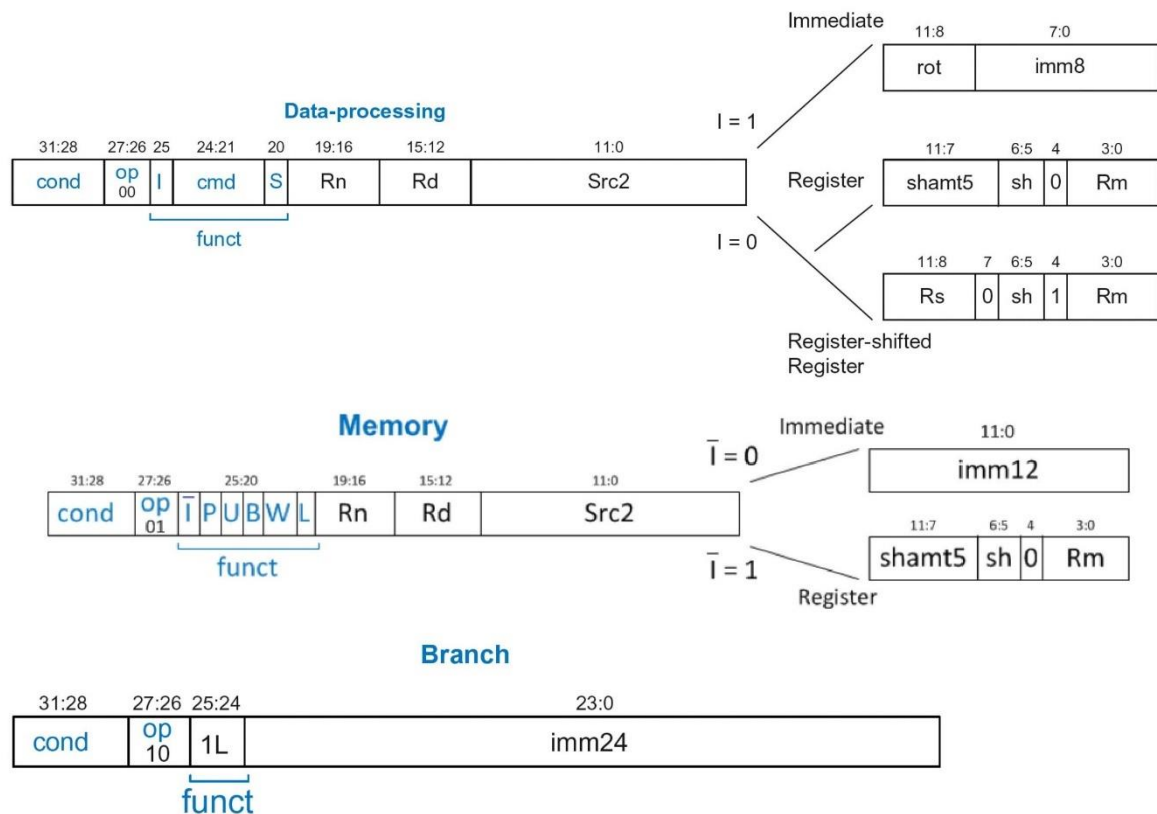 Immediate
11:8 7:0
rot imm8
Data-processing
I = 1
31:28 27:26 25 24:21 20 19:16 15:12 11:0
cond op 00 I cmd S Rn Rd Src2
funct
Register
11:7 6:5 4 3:0
shamt5 sh 0 Rm
I = 0
11:8 7 6:5 4 3:0
Rs 0 sh 1 Rm
Register-shifted
Register
Memory
Immediate
11:0
imm12
I̅ = 0
31:28 27:26 25:20 19:16 15:12 11:0
cond op 01 I̅ P U B W L Rn Rd Src2
funct
I̅ = 1
11:7 6:5 4 3:0
shamt5 sh 0 Rm
Register
Branch
31:28 27:26 25:24 23:0
cond op 10 1L imm24
funct